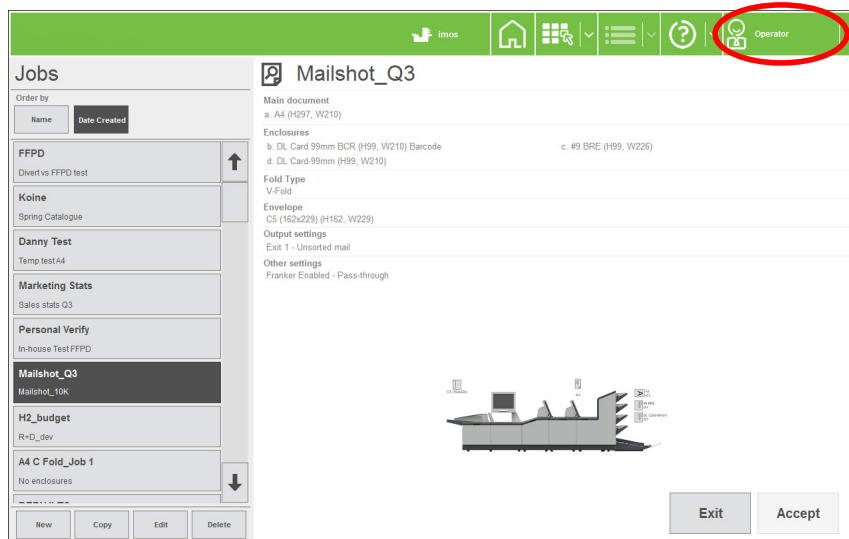 imos
Operator
Jobs
Order by
Name
Date Created
FFPD
Divert vs FFPD test
Koine
Spring Catalogue
Danny Test
Temp test A4
Marketing Stats
Sales stats Q3
Personal Verify
In-house Test FFPD
Mailshot_Q3
Mailshot_10K
H2_budget
R+D_dev
A4 C Fold_Job 1
No enclosures
New
Copy
Edit
Delete
Mailshot_Q3
Main document
a. A4 (H297, W210)
Enclosures
b. DL Card 99mm BCR (H99, W210) Barcode
c. #9 BRE (H99, W226)
d. DL Card-99mm (H99, W210)
Fold Type
V-Fold
Envelope
C5 (162x229) (H162, W229)
Output settings
Exit 1 - Unsorted mail
Other settings
Franker Enabled - Pass-through
Exit
Accept